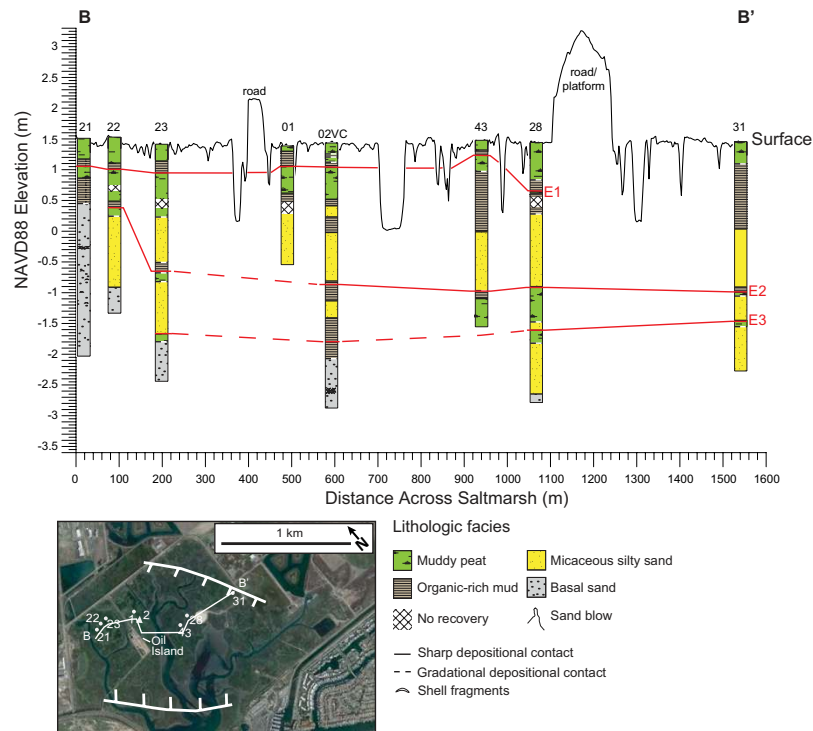 B B'
NAVD88 Elevation (m)
3
2.5
2
1.5
1
0.5
0
-0.5
-1
-1.5
-2
-2.5
-3
-3.5
21
22
23
road
01
02VC
43
28
road/
platform
31
Surface
E1
E2
E3
0 100 200 300 400 500 600 700 800 900 1000 1100 1200 1300 1400 1500 1600
Distance Across Saltmarsh (m)
1 km
N
B'
31
22
23
B
21
1
2
28
43
Oil
Island
Lithologic facies
Muddy peat
Micaceous silty sand
Organic-rich mud
Basal sand
No recovery
Sand blow
Sharp depositional contact
Gradational depositional contact
Shell fragments